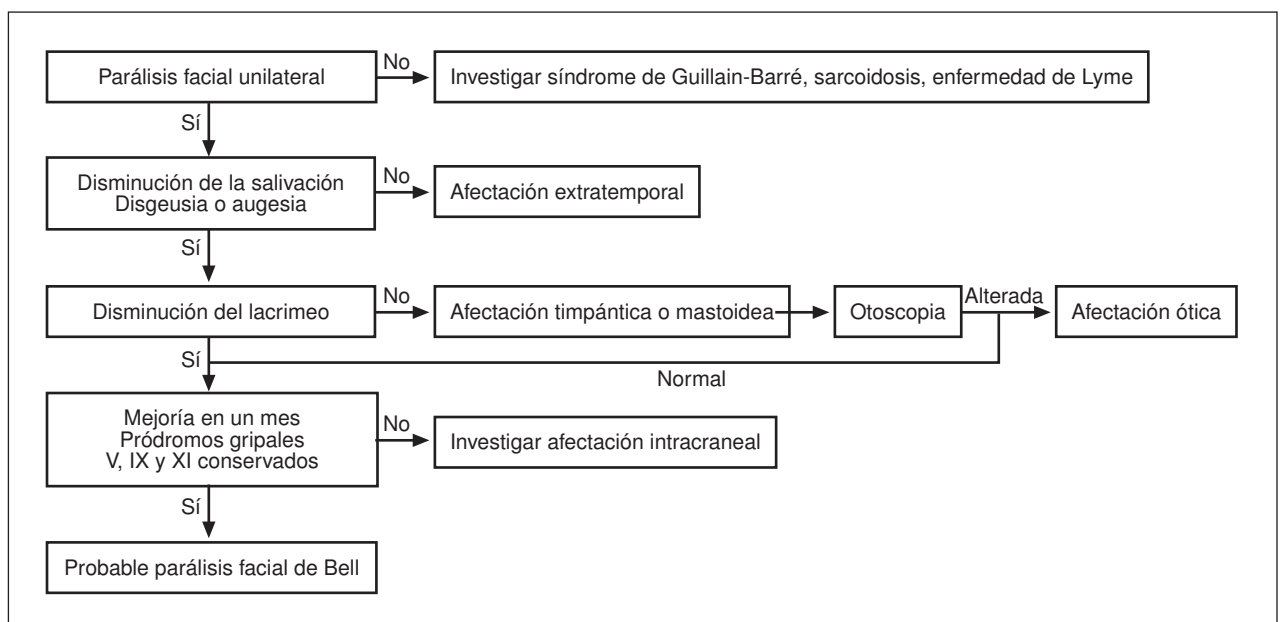 Parálisis facial unilateral
No
Investigar síndrome de Guillain-Barré, sarcoidosis, enfermedad de Lyme
Sí
Disminución de la salivación
Disgeusia o augesia
No
Afectación extratemporal
Sí
Disminución del lacrimeo
No
Afectación timpántica o mastoidea
Otoscopia
Alterada
Afectación ótica
Sí
Normal
Mejoría en un mes
Pródromos gripales
V, IX y XI conservados
No
Investigar afectación intracraneal
Sí
Probable parálisis facial de Bell